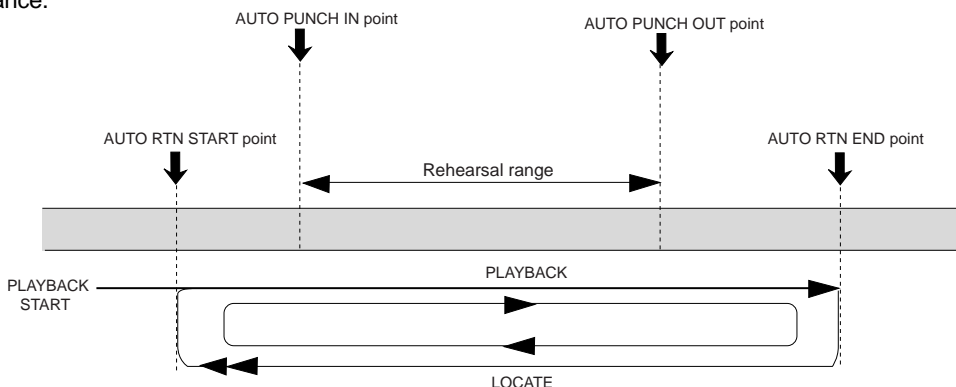 AUTO PUNCH IN point
AUTO PUNCH OUT point
AUTO RTN START point
AUTO RTN END point
Rehearsal range
PLAYBACK
PLAYBACK
START
LOCATE